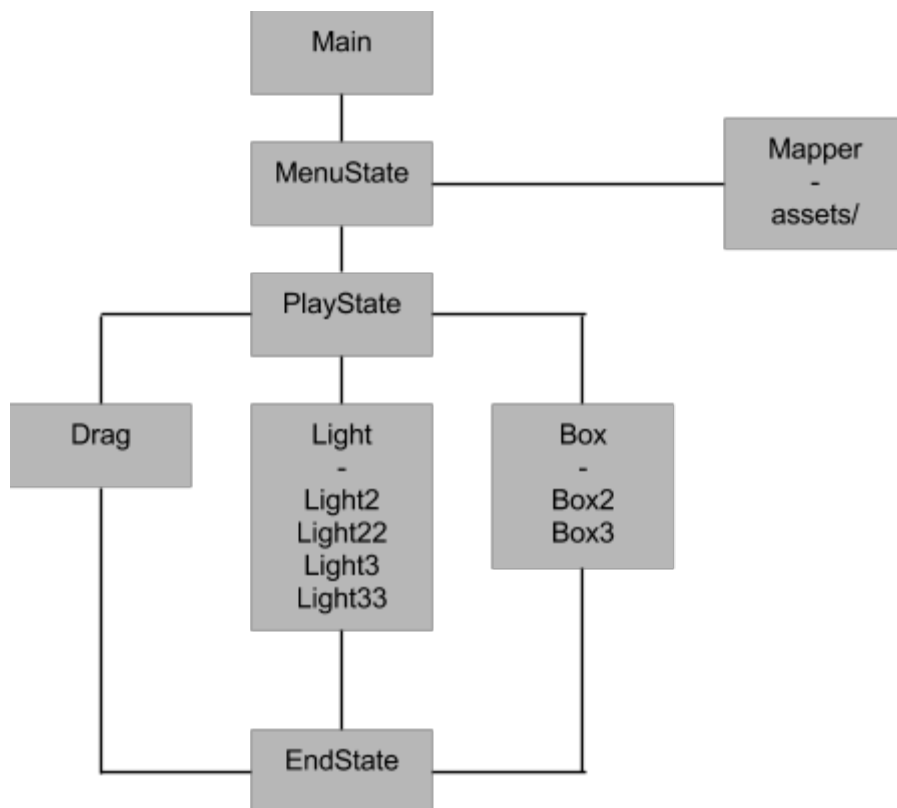 Main
MenuState
Mapper
-
assets/
PlayState
Drag
Light
-
Light2
Light22
Light3
Light33
Box
-
Box2
Box3
EndState